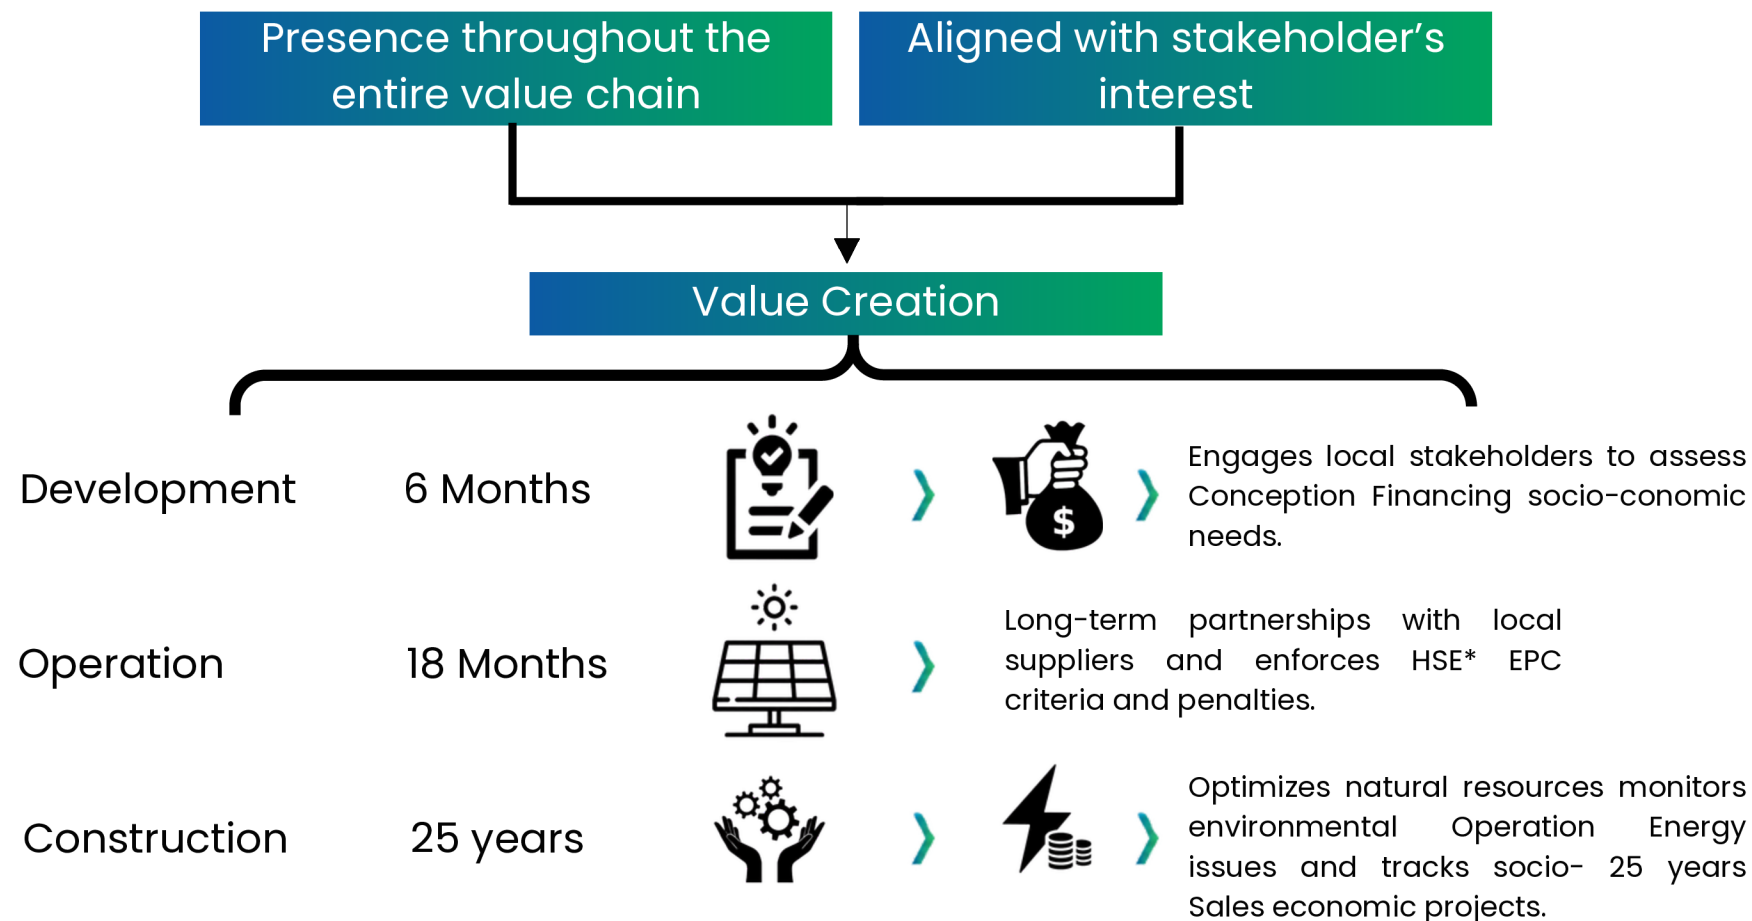 Presence throughout the
entire value chain
Aligned with stakeholder's
interest
Value Creation
Development
6 Months
$
Engages local stakeholders to assess
Conception Financing socio-conomic
needs.
Operation
18 Months
Long-term partnerships with local
suppliers and enforces HSE* EPC
criteria and penalties.
Construction
25 years
Optimizes natural resources monitors
environmental Operation Energy
issues and tracks socio- 25 years
Sales economic projects.